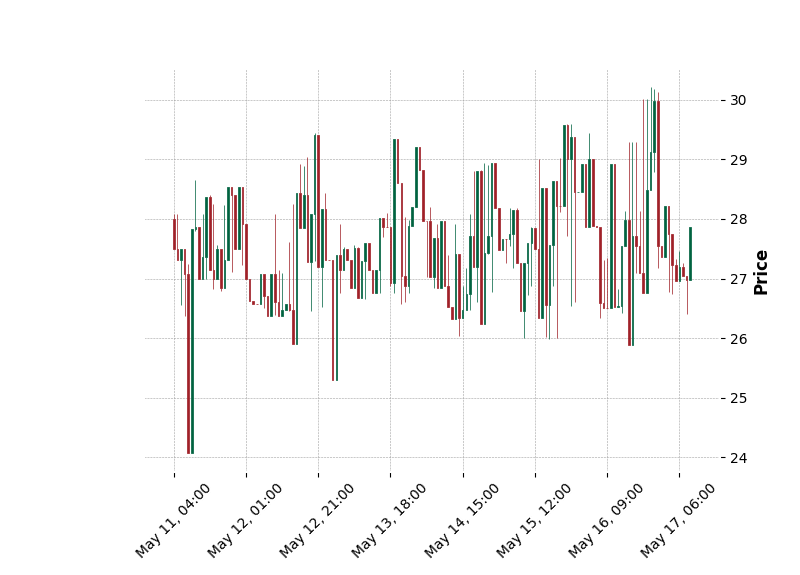 30
29
28
27
26
25
24
Price
May 11, 04:00
May 12, 01:00
May 12, 21:00
May 13, 18:00
May 14, 15:00
May 15, 12:00
May 16, 09:00
May 17, 06:00